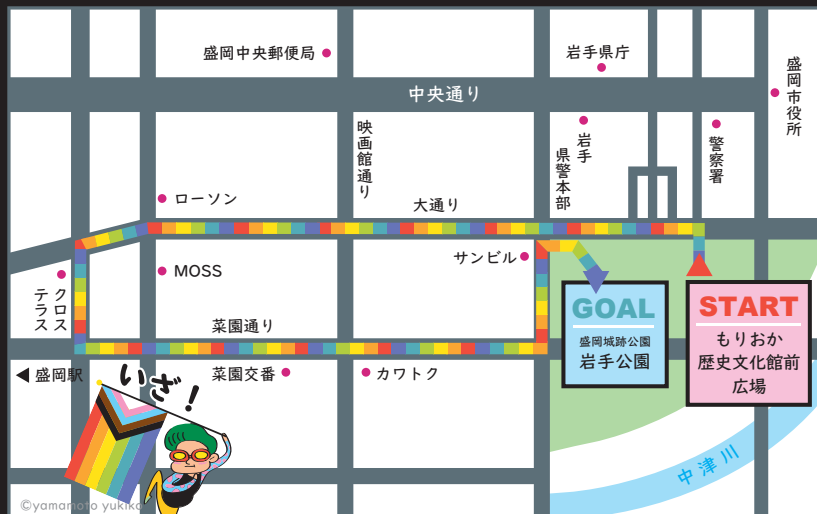 盛岡中央郵便局
岩手県庁
盛岡市役所
中央通り
映画館通り
岩手
県警本部
警察署
ローソン
大通り
サンビル
MOSS
クロス
テラス
菜園通り
GOAL
盛岡城跡公園
岩手公園
START
もりおか
歴史文化館前
広場
盛岡駅
いざ!
菜園交番
カワトク
中津川
©yamamoto yukiko